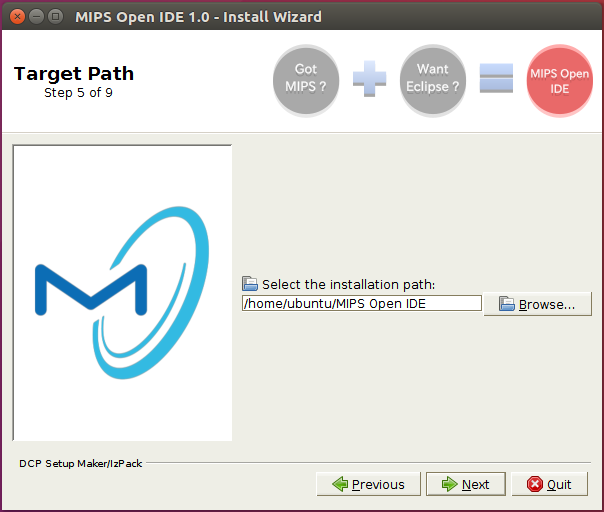 MIPS Open IDE 1.0 - Install Wizard
Target Path
Step 5 of 9
Got
MIPS ?
Want
Eclipse ?
MIPS Open
IDE
Select the installation path:
/home/ubuntu/MIPS Open IDE
Browse...
DCP Setup Maker/IzPack
Previous
Next
Quit